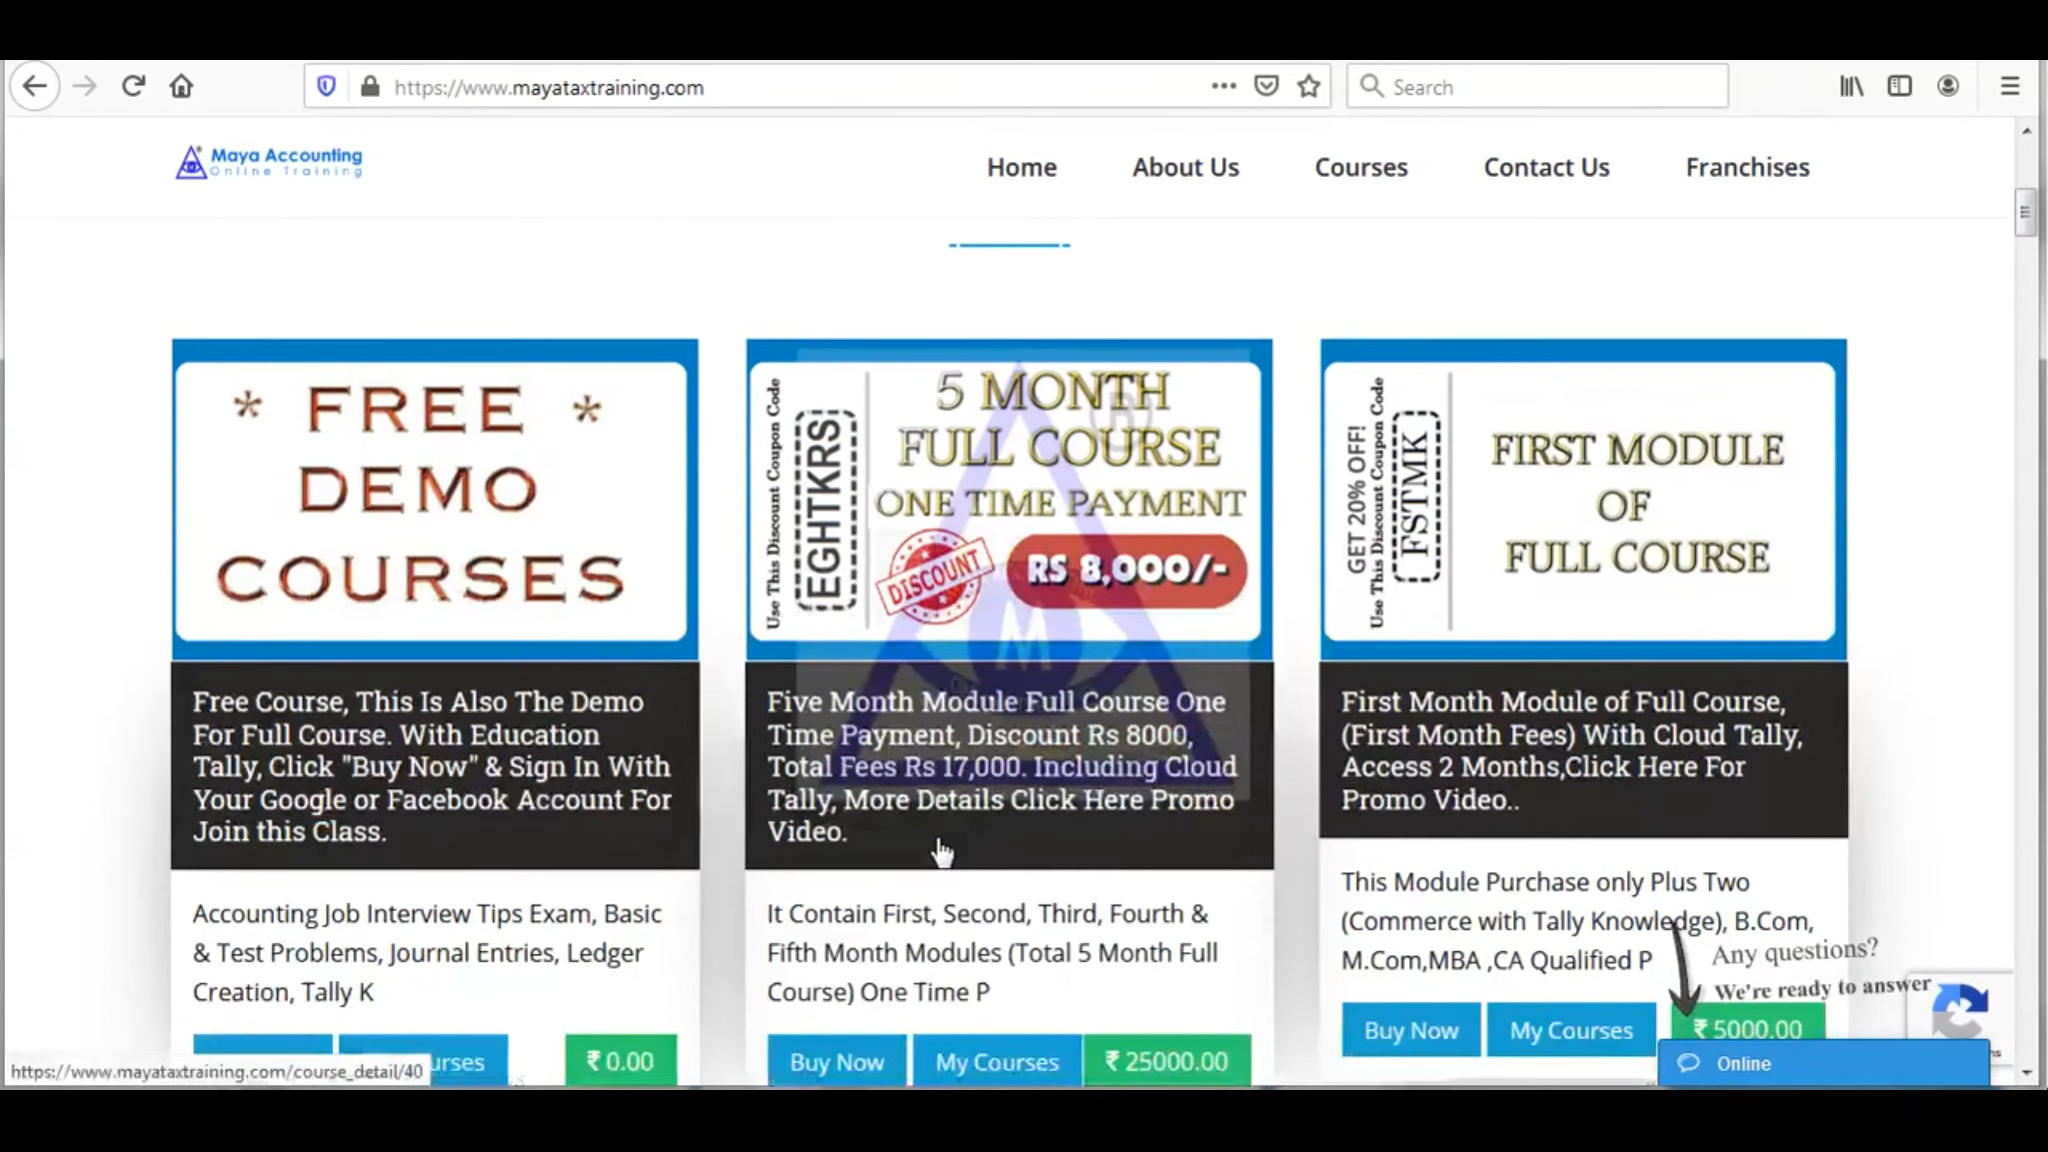 https://www.mayataxtraining.com
Search
Maya Accounting
Online Training
Home
About Us
Courses
Contact Us
Franchises
* FREE *
DEMO
COURSES
Free Course, This Is Also The Demo
For Full Course. With Education
Tally, Click "Buy Now" & Sign In With
Your Google or Facebook Account For
Join this Class.
Accounting Job Interview Tips Exam, Basic
& Test Problems, Journal Entries, Ledger
Creation, Tally K
₹ 0.00
Use This Discount Coupon Code
EGHTKRS
5 MONTH
FULL COURSE
ONE TIME PAYMENT
DISCOUNT
RS 8,000/-
M
Five Month Module Full Course One
Time Payment, Discount Rs 8000,
Total Fees Rs 17,000. Including Cloud
Tally, More Details Click Here Promo
Video.
It Contain First, Second, Third, Fourth &
Fifth Month Modules (Total 5 Month Full
Course) One Time P
Buy Now
My Courses
₹ 25000.00
GET 20% OFF!
Use This Discount Coupon Code
FSTMK
FIRST MODULE
OF
FULL COURSE
First Month Module of Full Course,
(First Month Fees) With Cloud Tally,
Access 2 Months,Click Here For
Promo Video..
This Module Purchase only Plus Two
(Commerce with Tally Knowledge), B.Com,
M.Com,MBA ,CA Qualified P
Buy Now
My Courses
₹ 5000.00
Any questions?
We're ready to answer
Online
https://www.mayataxtraining.com/course_detail/40